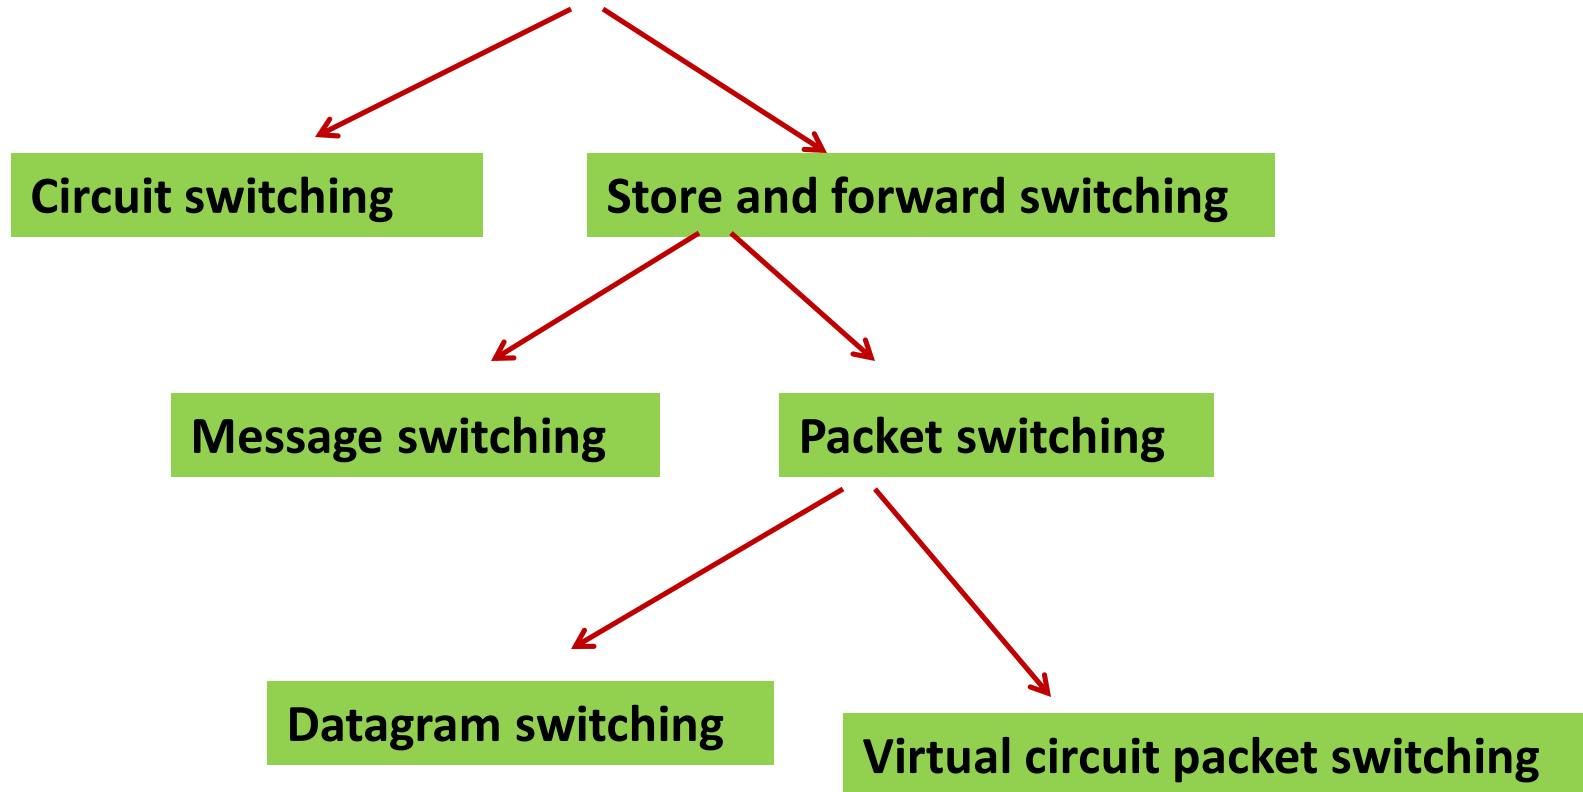 Circuit switching
Store and forward switching
Message switching
Packet switching
Datagram switching
Virtual circuit packet switching